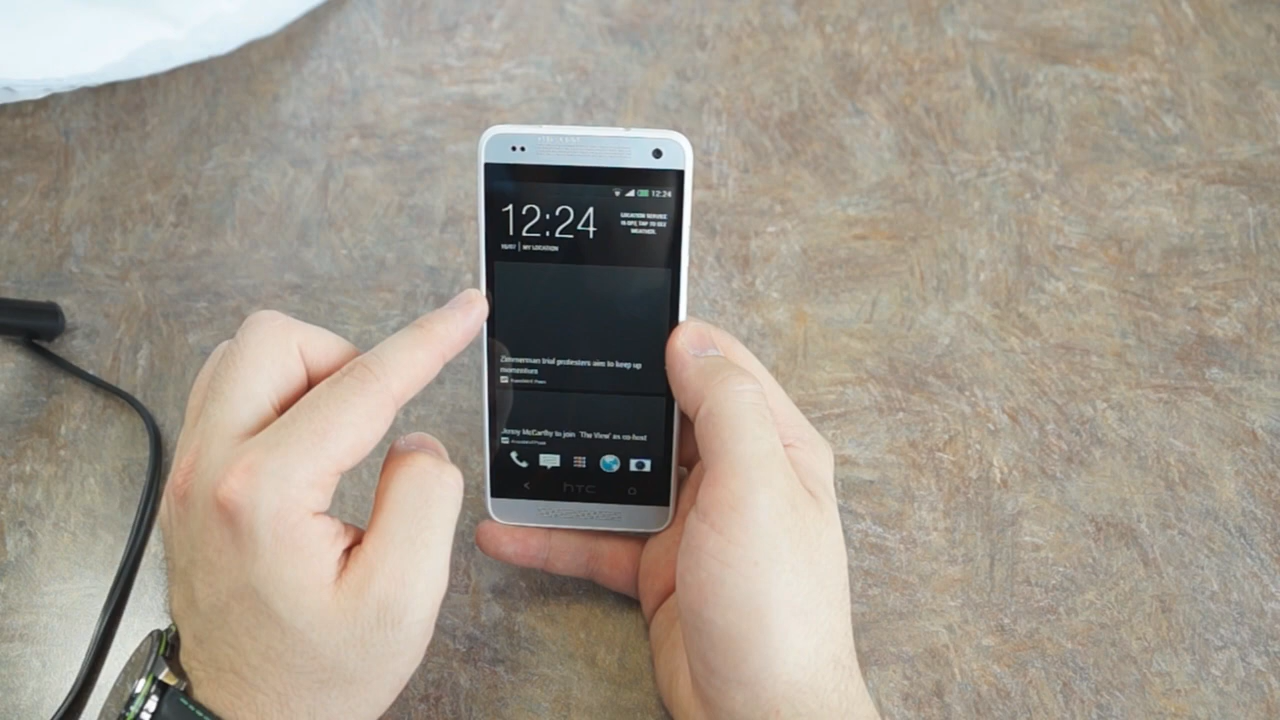 12:24
12:24
LOCATION SERVICE
IS OFF, TAP TO SEE
WEATHER.
MY LOCATION
Zimmerman trial protesters aim to keep up
momentum
Jenny McCarthy to join 'The View' as co-host
hTC